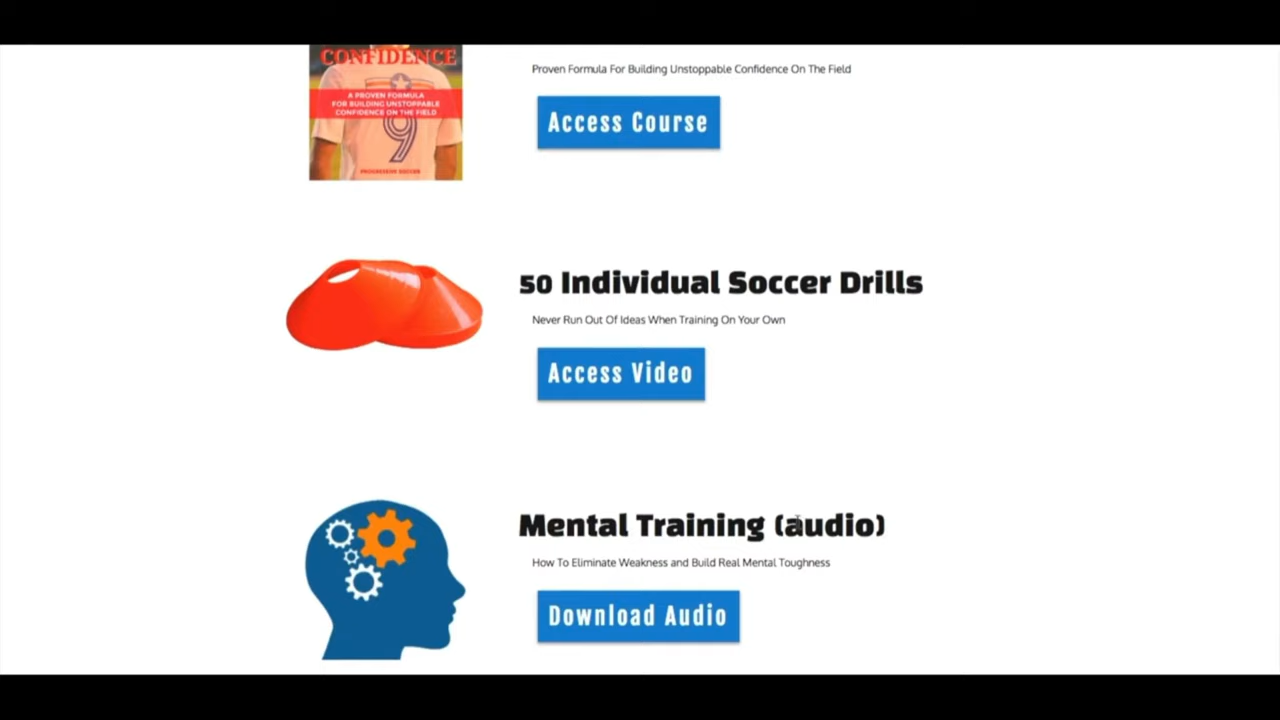 CONFIDENCE
A PROVEN FORMULA
FOR BUILDING UNSTOPPABLE
CONFIDENCE ON THE FIELD
9
PROGRESSIVE SOCCER
Proven Formula For Building Unstoppable Confidence On The Field
Access Course
50 Individual Soccer Drills
Never Run Out Of Ideas When Training On Your Own
Access Video
Mental Training (audio)
How To Eliminate Weakness and Build Real Mental Toughness
Download Audio